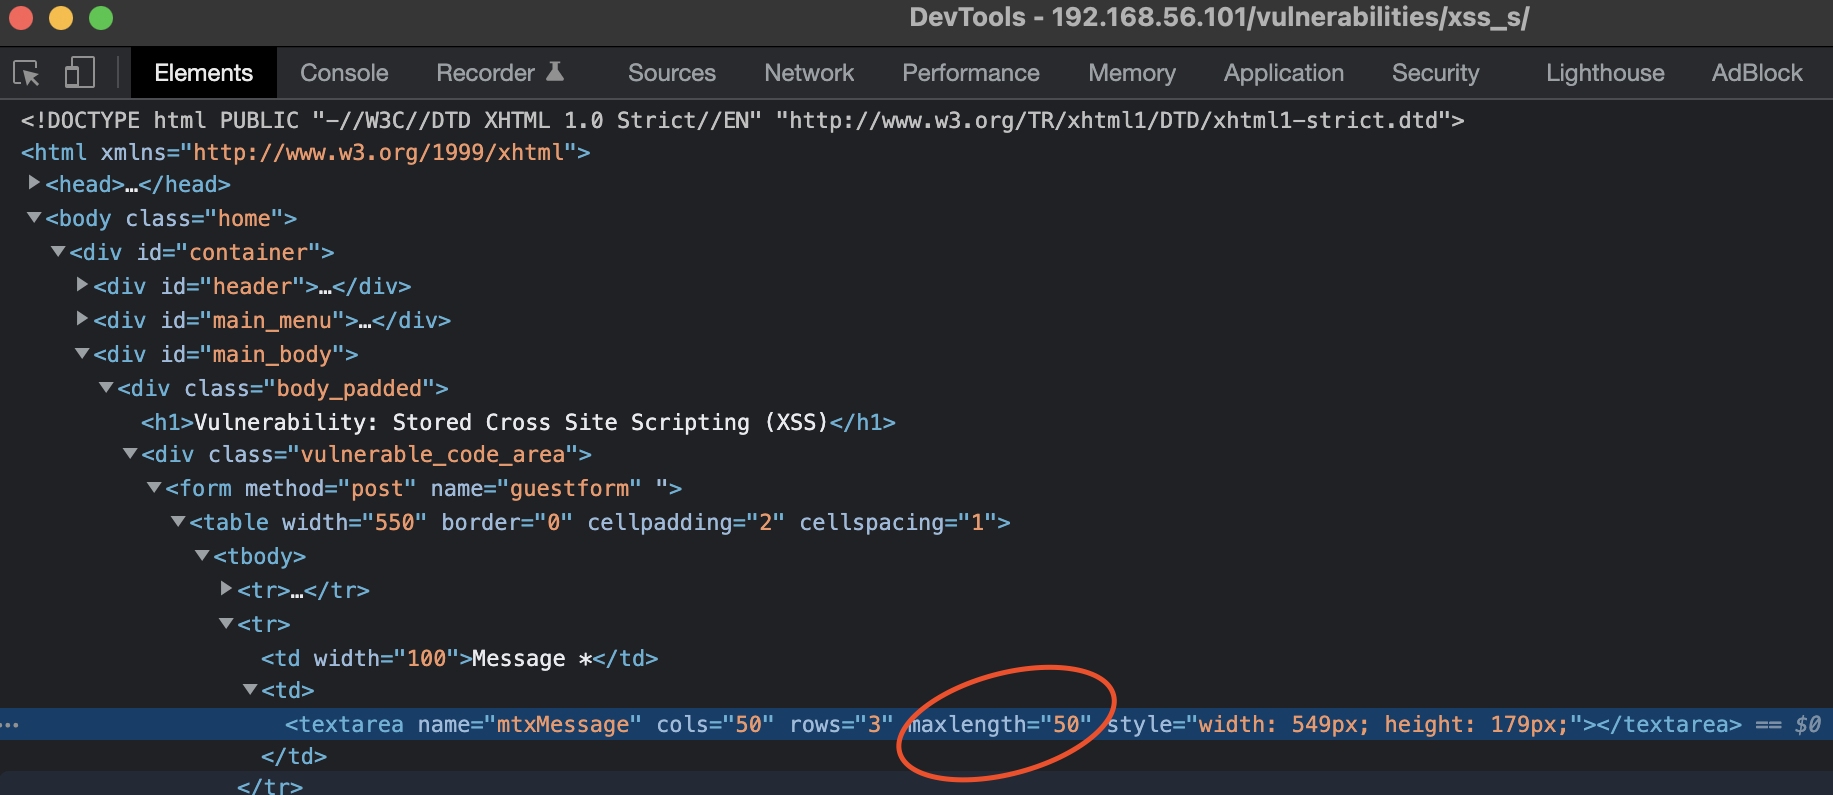 DevTools - 192.168.56.101/vulnerabilities/xss_s/
Elements Console Recorder Sources Network Performance Memory Application Security Lighthouse AdBlock
<!DOCTYPE html PUBLIC "-//W3C//DTD XHTML 1.0 Strict//EN" "http://www.w3.org/TR/xhtml1/DTD/xhtml1-strict.dtd">
<html xmlns="http://www.w3.org/1999/xhtml">
<head>…</head>
<body class="home">
<div id="container">
<div id="header">…</div>
<div id="main_menu">…</div>
<div id="main_body">
<div class="body_padded">
<h1>Vulnerability: Stored Cross Site Scripting (XSS)</h1>
<div class="vulnerable_code_area">
<form method="post" name="guestform" ">
<table width="550" border="0" cellpadding="2" cellspacing="1">
<tbody>
<tr>…</tr>
<tr>
<td width="100">Message *</td>
<td>
<textarea name="mtxMessage" cols="50" rows="3" maxlength="50" style="width: 549px; height: 179px;"></textarea> == $0
</td>
</tr>